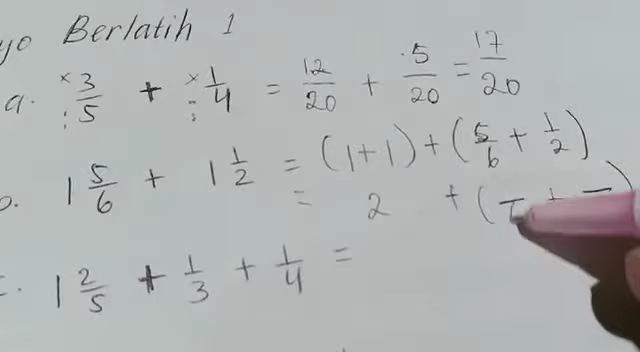 yo Berlatih 1
a. × 3/5 : + × 1/4 : = 12/20 + 5/20 = 17/20
1 5/6 + 1 1/2 = (1+1) + (5/6 + 1/2)
= 2 + ( + )
1 2/5 + 1/3 + 1/4 =